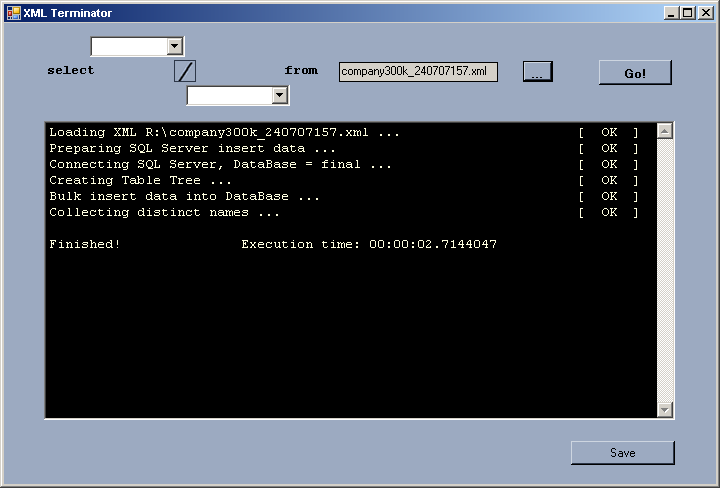 XML Terminator
select / from company300k_240707157.xml ... Go!
Loading XML R:\company300k_240707157.xml ... [ OK ]
Preparing SQL Server insert data ... [ OK ]
Connecting SQL Server, DataBase = final ... [ OK ]
Creating Table Tree ... [ OK ]
Bulk insert data into DataBase ... [ OK ]
Collecting distinct names ... [ OK ]
Finished! Execution time: 00:00:02.7144047
Save